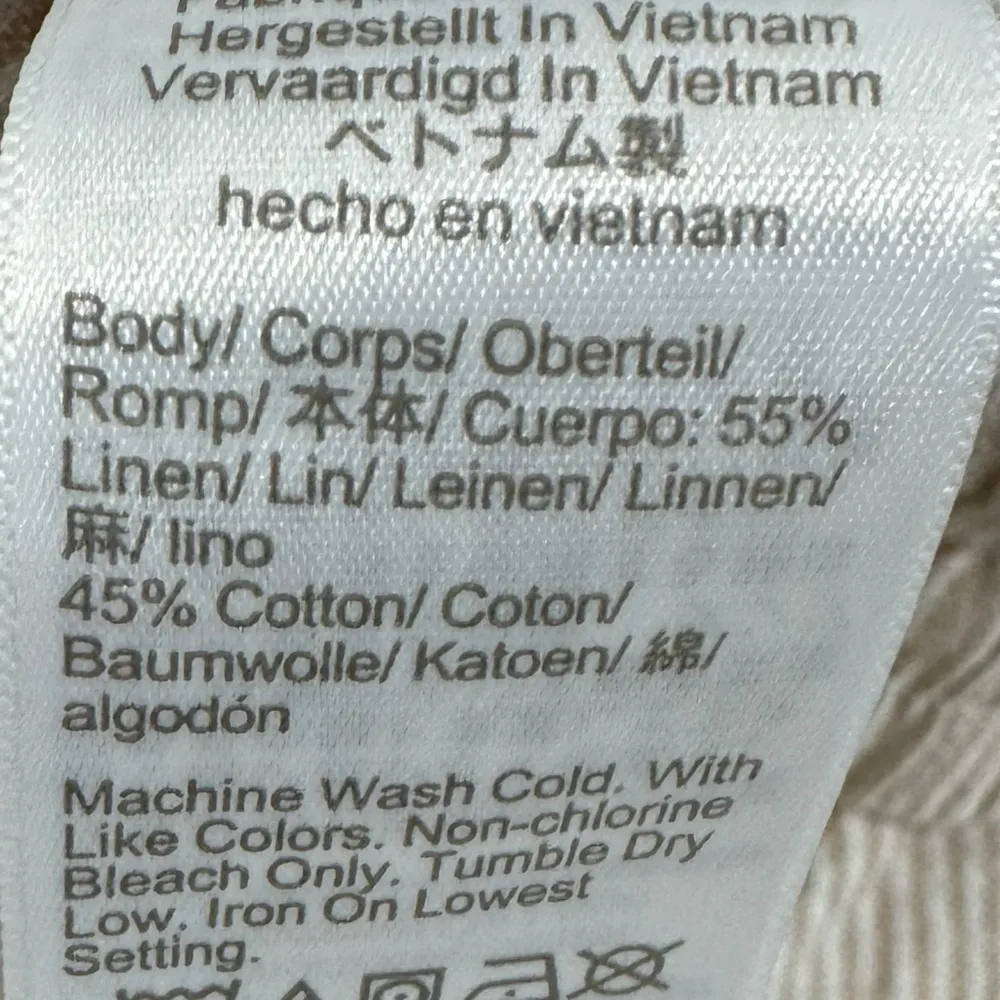 Hergestellt In Vietnam
Vervaardigd In Vietnam
ベトナム製
hecho en vietnam
Body/ Corps/ Oberteil/
Romp/ 本体/ Cuerpo: 55%
Linen/ Lin/ Leinen/ Linnen/
麻/ lino
45% Cotton/ Coton/
Baumwolle/ Katoen/ 綿/
algodón
Machine Wash Cold. With
Like Colors. Non-chlorine
Bleach Only. Tumble Dry
Low. Iron On Lowest
Setting.